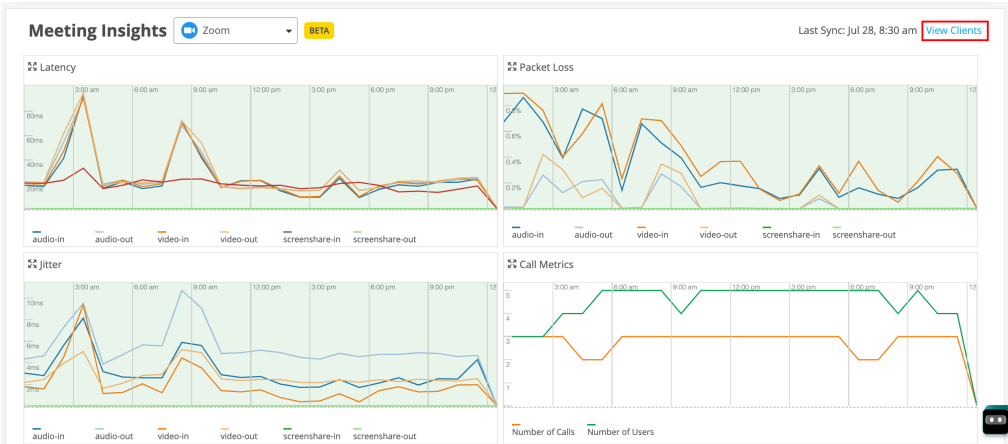 Meeting Insights Zoom BETA Last Sync: Jul 28, 8:30 am View Clients
Latency
3:00 am 6:00 am 9:00 am 12:00 pm 3:00 pm 6:00 pm 9:00 pm 12
80ms
60ms
40ms
20ms
audio-in audio-out video-in video-out screenshare-in screenshare-out
Packet Loss
3:00 am 6:00 am 9:00 am 12:00 pm 3:00 pm 6:00 pm 9:00 pm 12
0.8%
0.6%
0.4%
0.2%
audio-in audio-out video-in video-out screenshare-in screenshare-out
Jitter
3:00 am 6:00 am 9:00 am 12:00 pm 3:00 pm 6:00 pm 9:00 pm 12
10ms
8ms
6ms
4ms
2ms
audio-in audio-out video-in video-out screenshare-in screenshare-out
Call Metrics
3:00 am 6:00 am 9:00 am 12:00 pm 3:00 pm 6:00 pm 9:00 pm 12
5
4
3
2
1
Number of Calls Number of Users